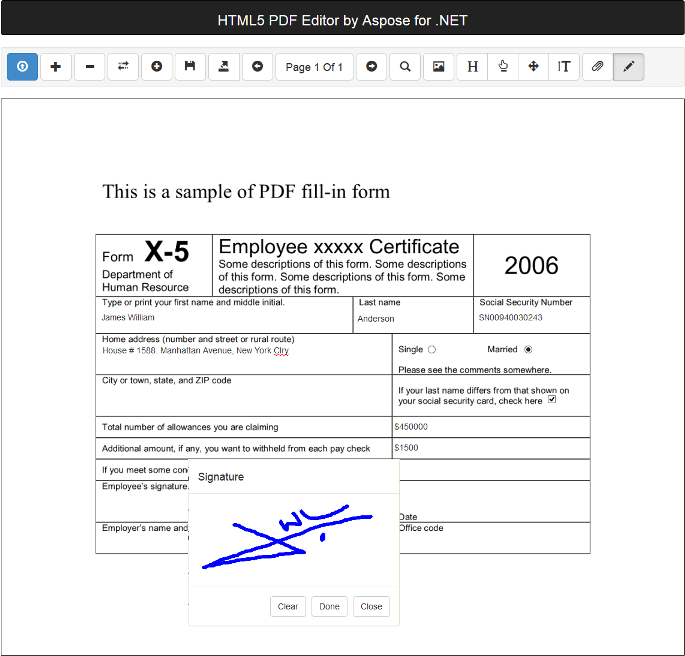 HTML5 PDF Editor by Aspose for .NET
Page 1 Of 1
H
IT
This is a sample of PDF fill-in form
Form X-5
Department of
Human Resource
Employee xxxxx Certificate
Some descriptions of this form. Some descriptions
of this form. Some descriptions of this form. Some
descriptions of this form.
2006
Type or print your first name and middle initial.
James William
Last name
Anderson
Social Security Number
SN00940030243
Home address (number and street or rural route)
House # 1588, Manhattan Avenue, New York Ciry
Single
Married
Please see the comments somewhere.
City or town, state, and ZIP code
If your last name differs from that shown on
your social security card, check here
Total number of allowances you are claiming
$450000
Additional amount, if any, you want to withheld from each pay check
$1500
If you meet some con
Employee's signature.
Date
Employer's name and
Office code
Signature
Clear
Done
Close